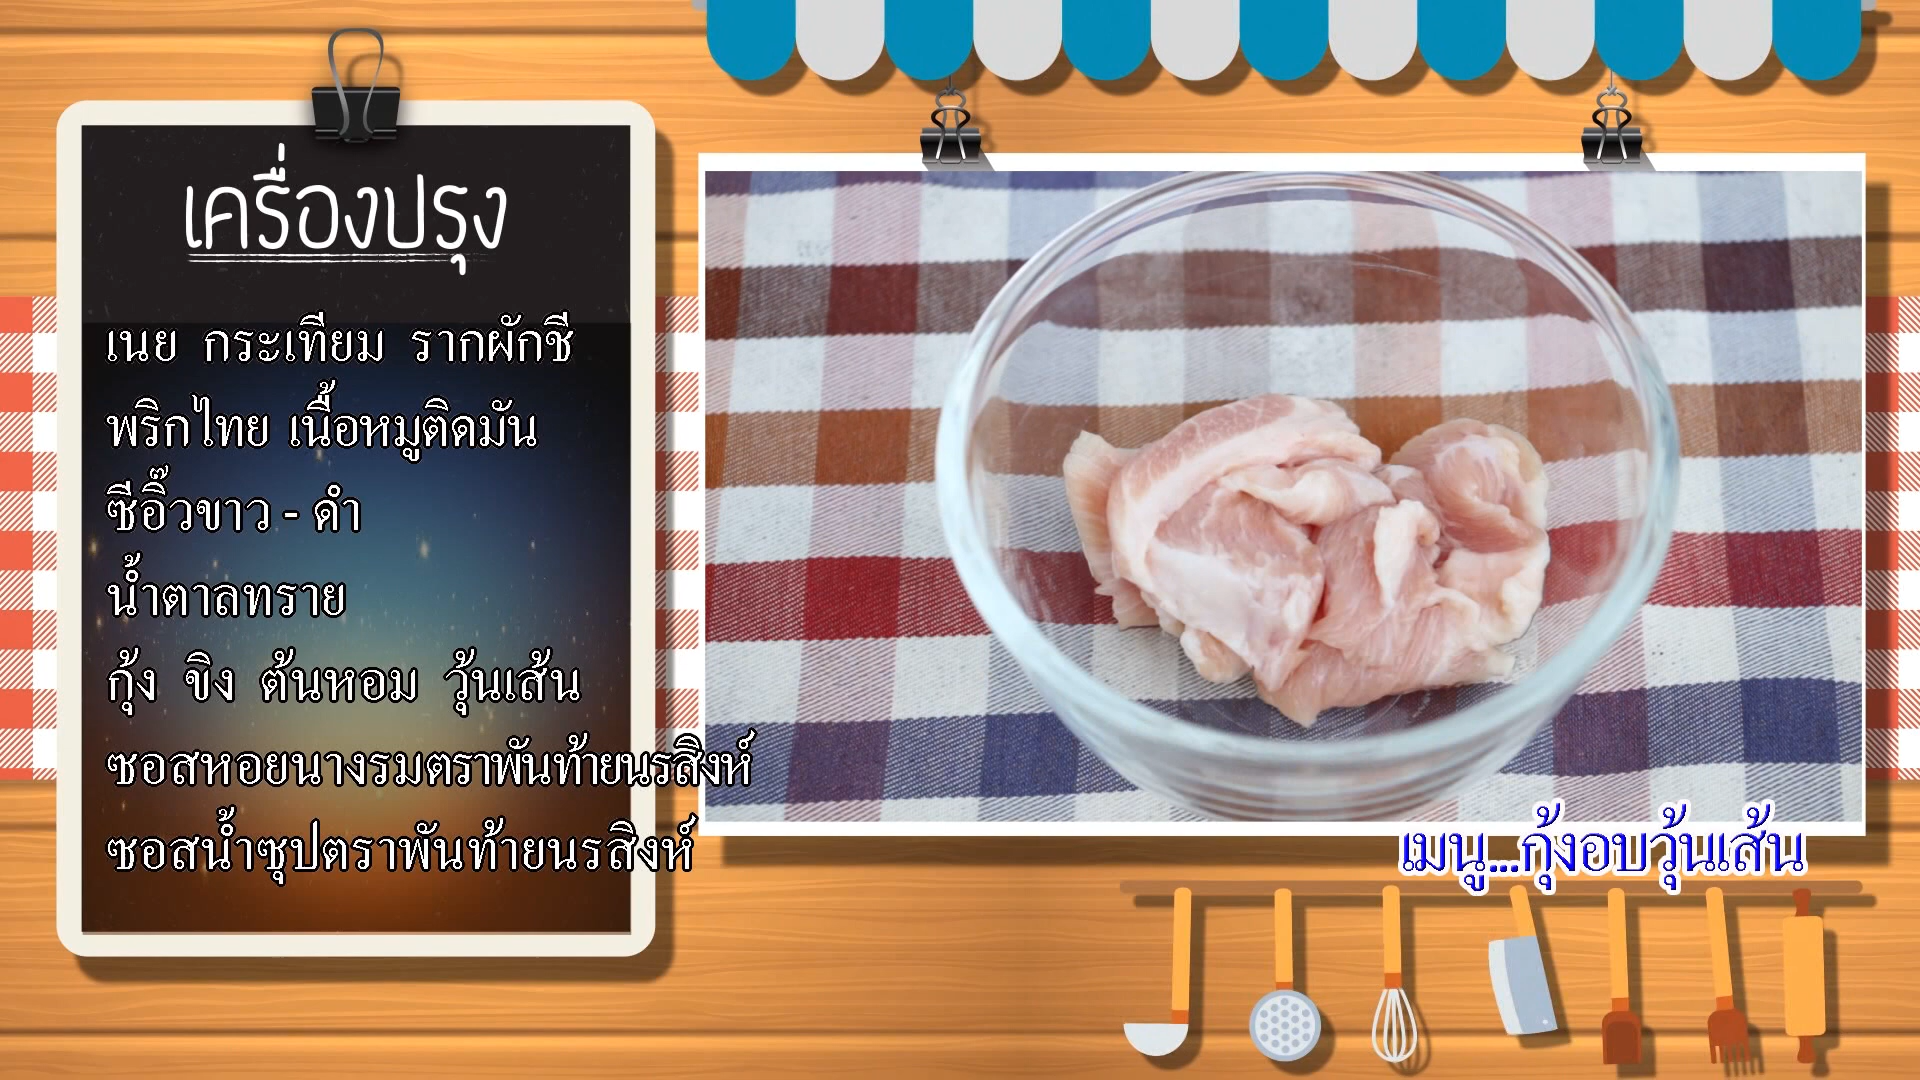 เครื่องปรุง
เนย กระเทียม รากผักชี
พริกไทย เนื้อหมูติดมัน
ซีอิ๊วขาว - ดำ
น้ำตาลทราย
กุ้ง ขิง ต้นหอม วุ้นเส้น
ซอสหอยนางรมตราพันท้ายนรสิงห์
ซอสน้ำซุปตราพันท้ายนรสิงห์
เมนู...กุ้งอบวุ้นเส้น